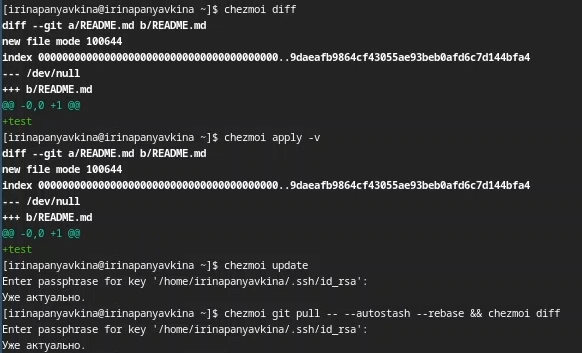 [irinapanyavkina@irinapanyavkina ~]$ chezmoi diff
diff --git a/README.md b/README.md
new file mode 100644
index 0000000000000000000000000000000000000000..9daeafb9864cf43055ae93beb0afd6c7d144bfa4
--- /dev/null
+++ b/README.md
@@ -0,0 +1 @@
+test
[irinapanyavkina@irinapanyavkina ~]$ chezmoi apply -v
diff --git a/README.md b/README.md
new file mode 100644
index 0000000000000000000000000000000000000000..9daeafb9864cf43055ae93beb0afd6c7d144bfa4
--- /dev/null
+++ b/README.md
@@ -0,0 +1 @@
+test
[irinapanyavkina@irinapanyavkina ~]$ chezmoi update
Enter passphrase for key '/home/irinapanyavkina/.ssh/id_rsa':
Уже актуально.
[irinapanyavkina@irinapanyavkina ~]$ chezmoi git pull -- --autostash --rebase && chezmoi diff
Enter passphrase for key '/home/irinapanyavkina/.ssh/id_rsa':
Уже актуально.